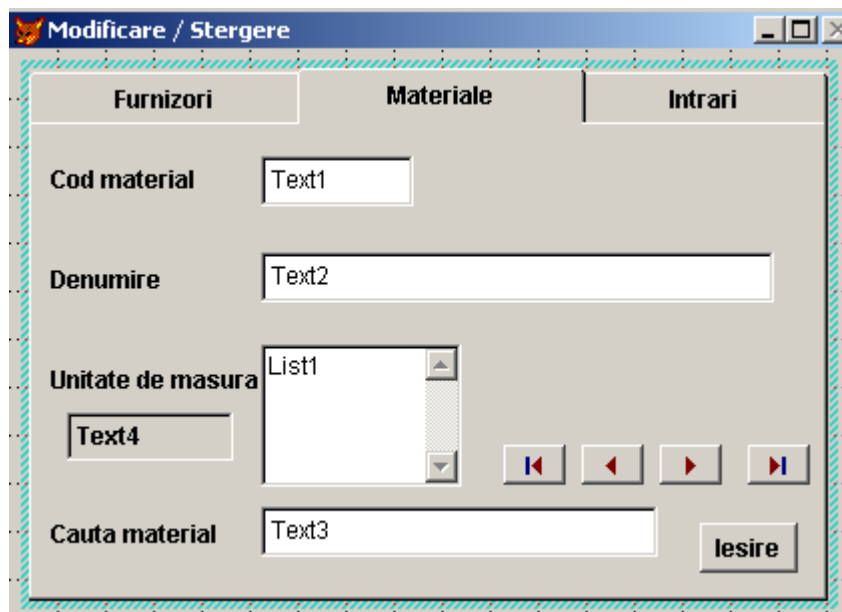 Modificare / Stergere
Furnizori Materiale Intrari
Cod material Text1
Denumire Text2
Unitate de masura List1
Text4
Cauta material Text3
Iesire